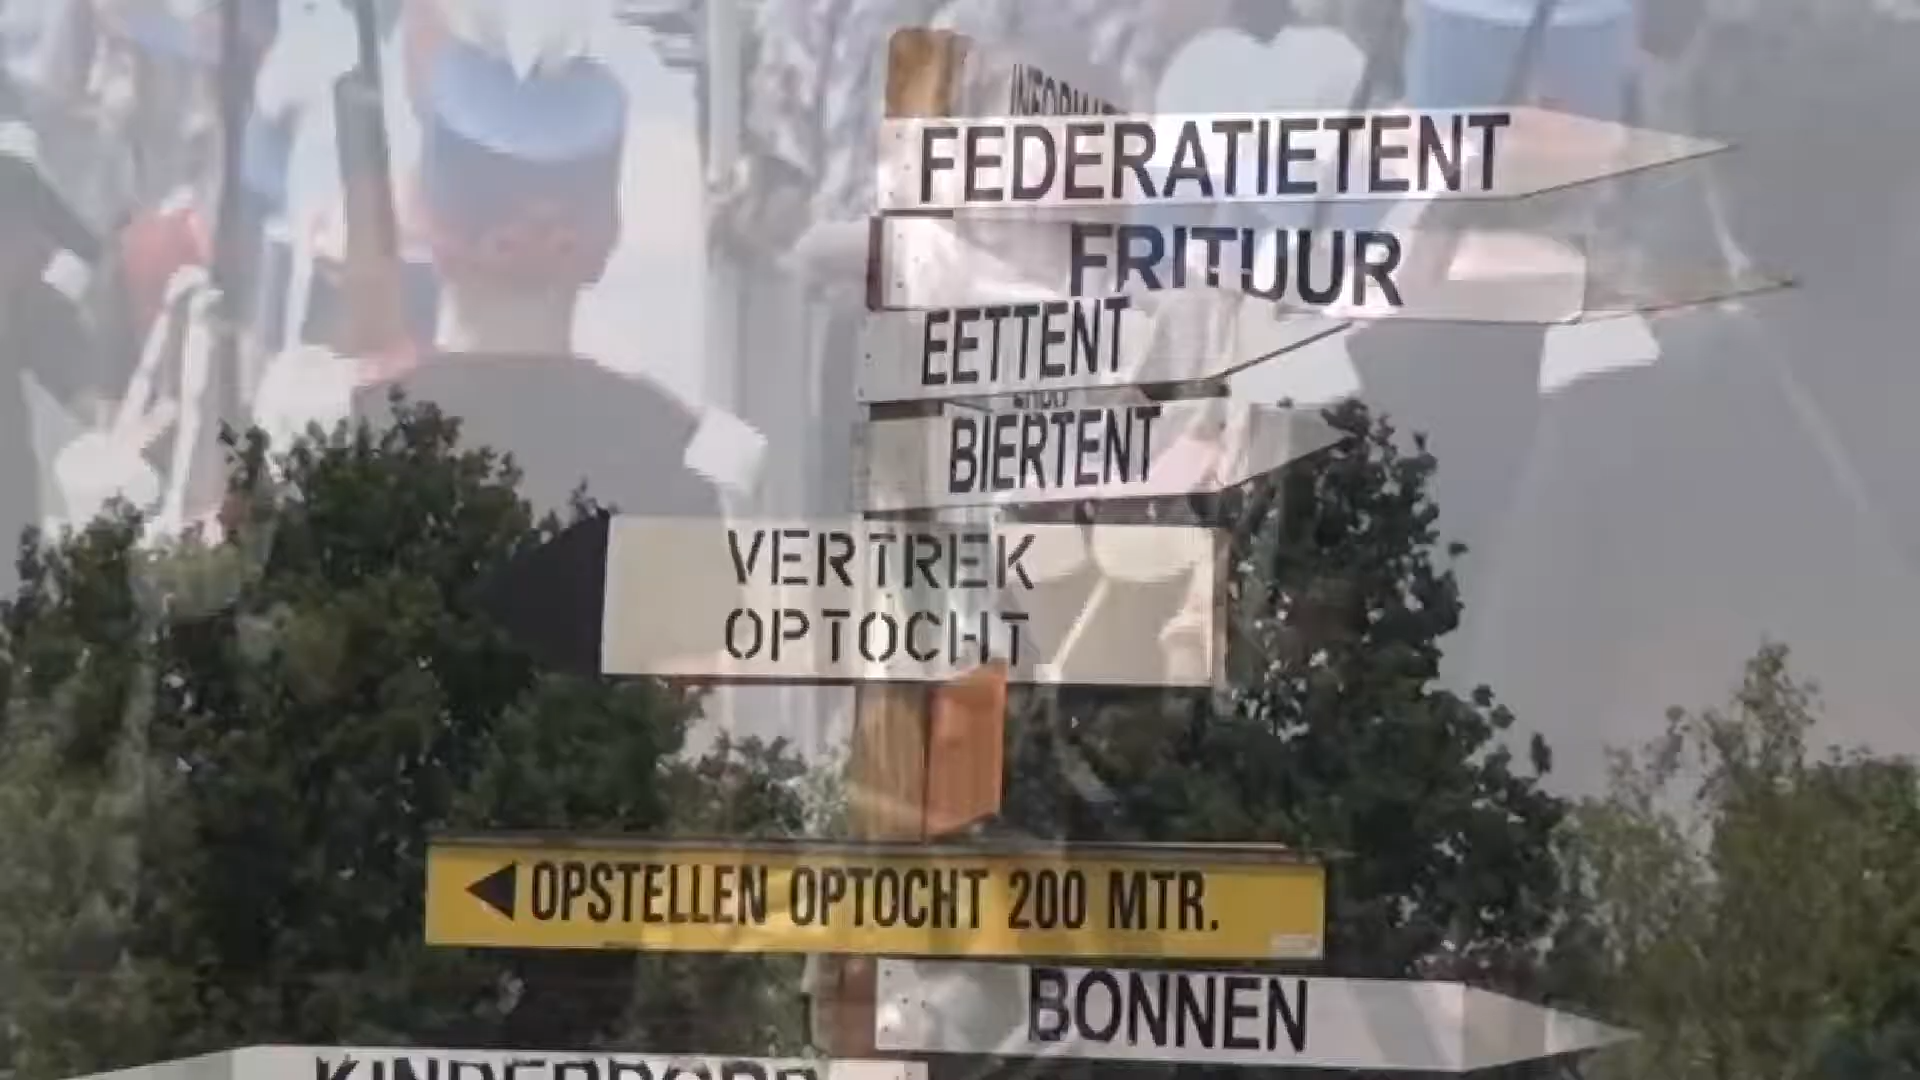 FEDERATIETENT
FRITUUR
EETTENT
BIERTENT
VERTREK
OPTOCHT
OPSTELLEN OPTOCHT 200 MTR.
BONNEN